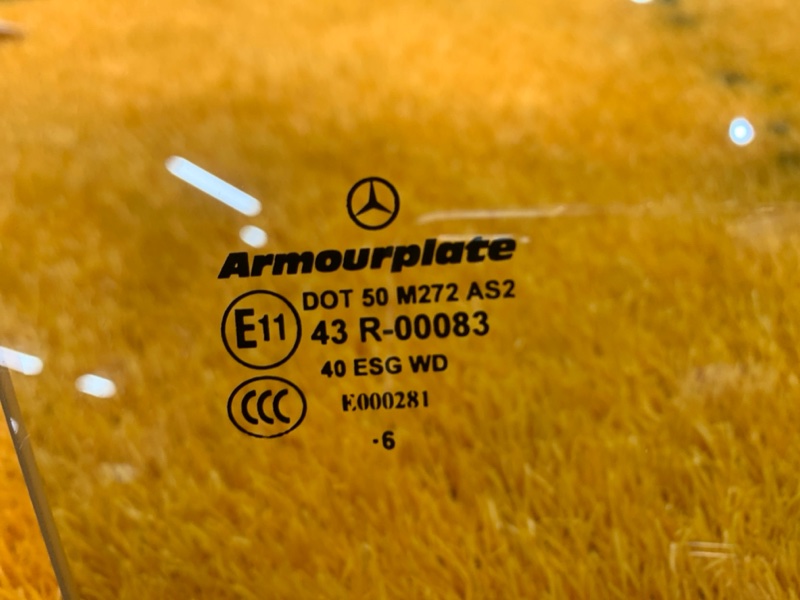 Armourplate
DOT 50 M272 AS2
E11 43 R-00083
40 ESG WD
CCC E000281
·6